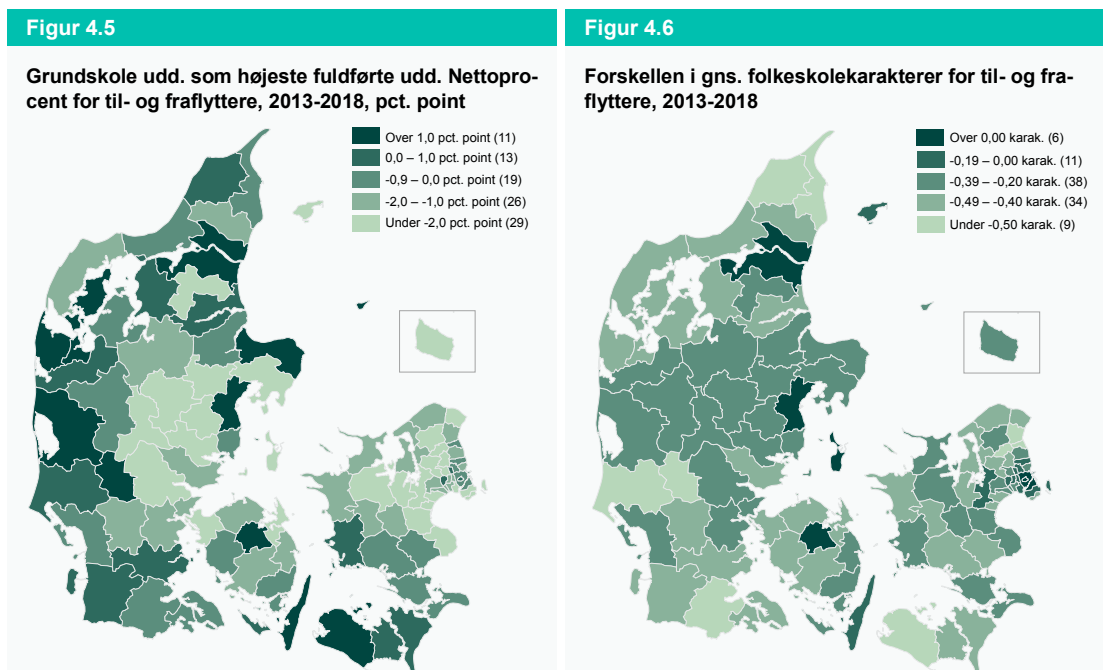 Figur 4.5
Grundskole udd. som højeste fuldførte udd. Nettopro-
cent for til- og fraflyttere, 2013-2018, pct. point
Over 1,0 pct. point (11)
0,0 – 1,0 pct. point (13)
-0,9 – 0,0 pct. point (19)
-2,0 – -1,0 pct. point (26)
Under -2,0 pct. point (29)
Figur 4.6
Forskellen i gns. folkeskolekarakterer for til- og fra-
flyttere, 2013-2018
Over 0,00 karak. (6)
-0,19 – 0,00 karak. (11)
-0,39 – -0,20 karak. (38)
-0,49 – -0,40 karak. (34)
Under -0,50 karak. (9)